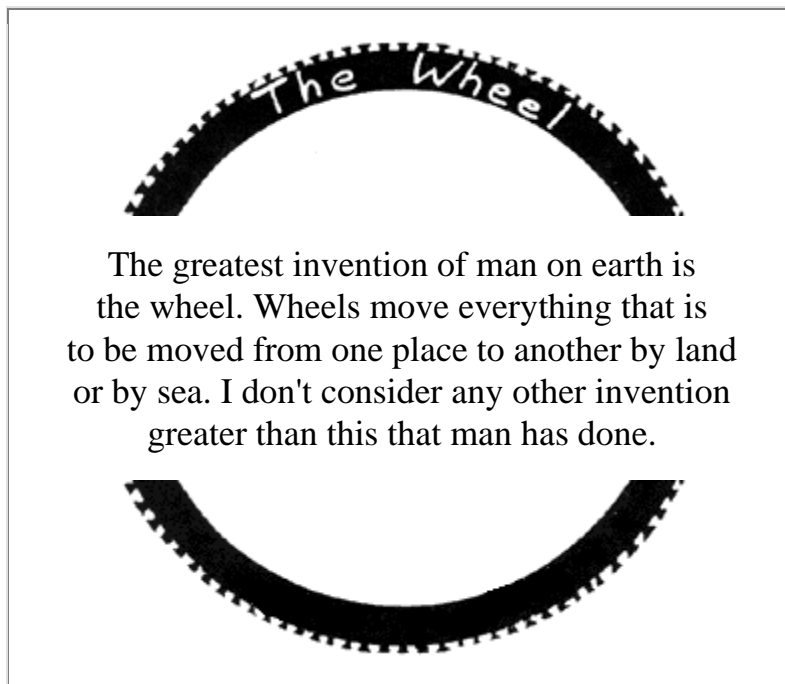 The Wheel
The greatest invention of man on earth is
the wheel. Wheels move everything that is
to be moved from one place to another by land
or by sea. I don't consider any other invention
greater than this that man has done.